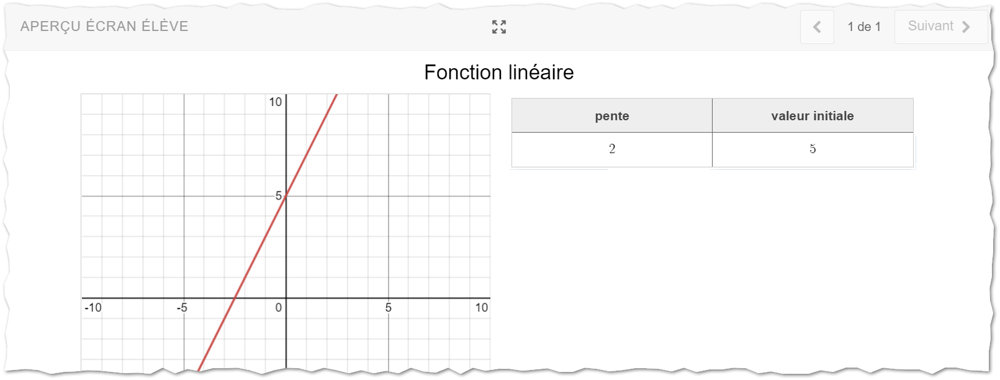 APERÇU ÉCRAN ÉLÈVE
1 de 1
Suivant
Fonction linéaire
10
5
-10 -5 0 5 10
pente valeur initiale
2 5